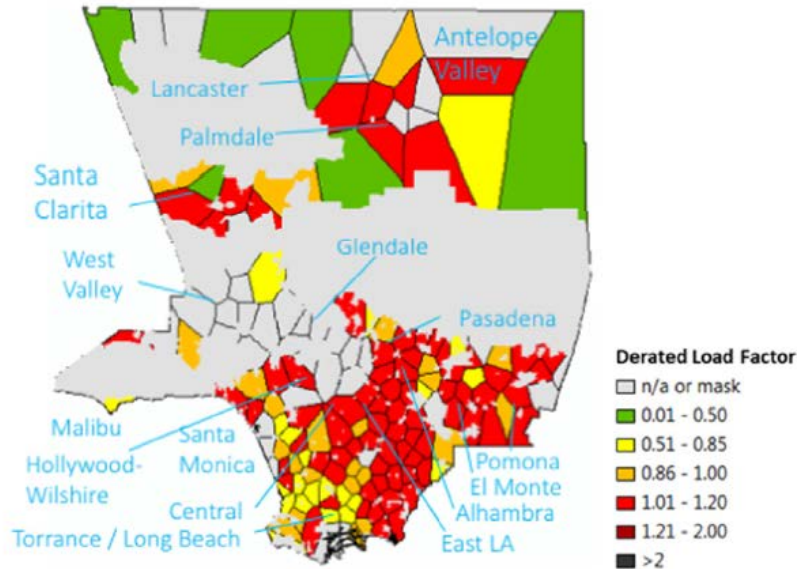 Antelope
Valley
Lancaster
Palmdale
Santa
Clarita
Glendale
West
Valley
Pasadena
Derated Load Factor
n/a or mask
0.01 - 0.50
0.51 - 0.85
0.86 - 1.00
1.01 - 1.20
1.21 - 2.00
>2
Malibu
Santa
Monica
Hollywood-
Wilshire
Pomona
El Monte
Central
Alhambra
Torrance / Long Beach
East LA